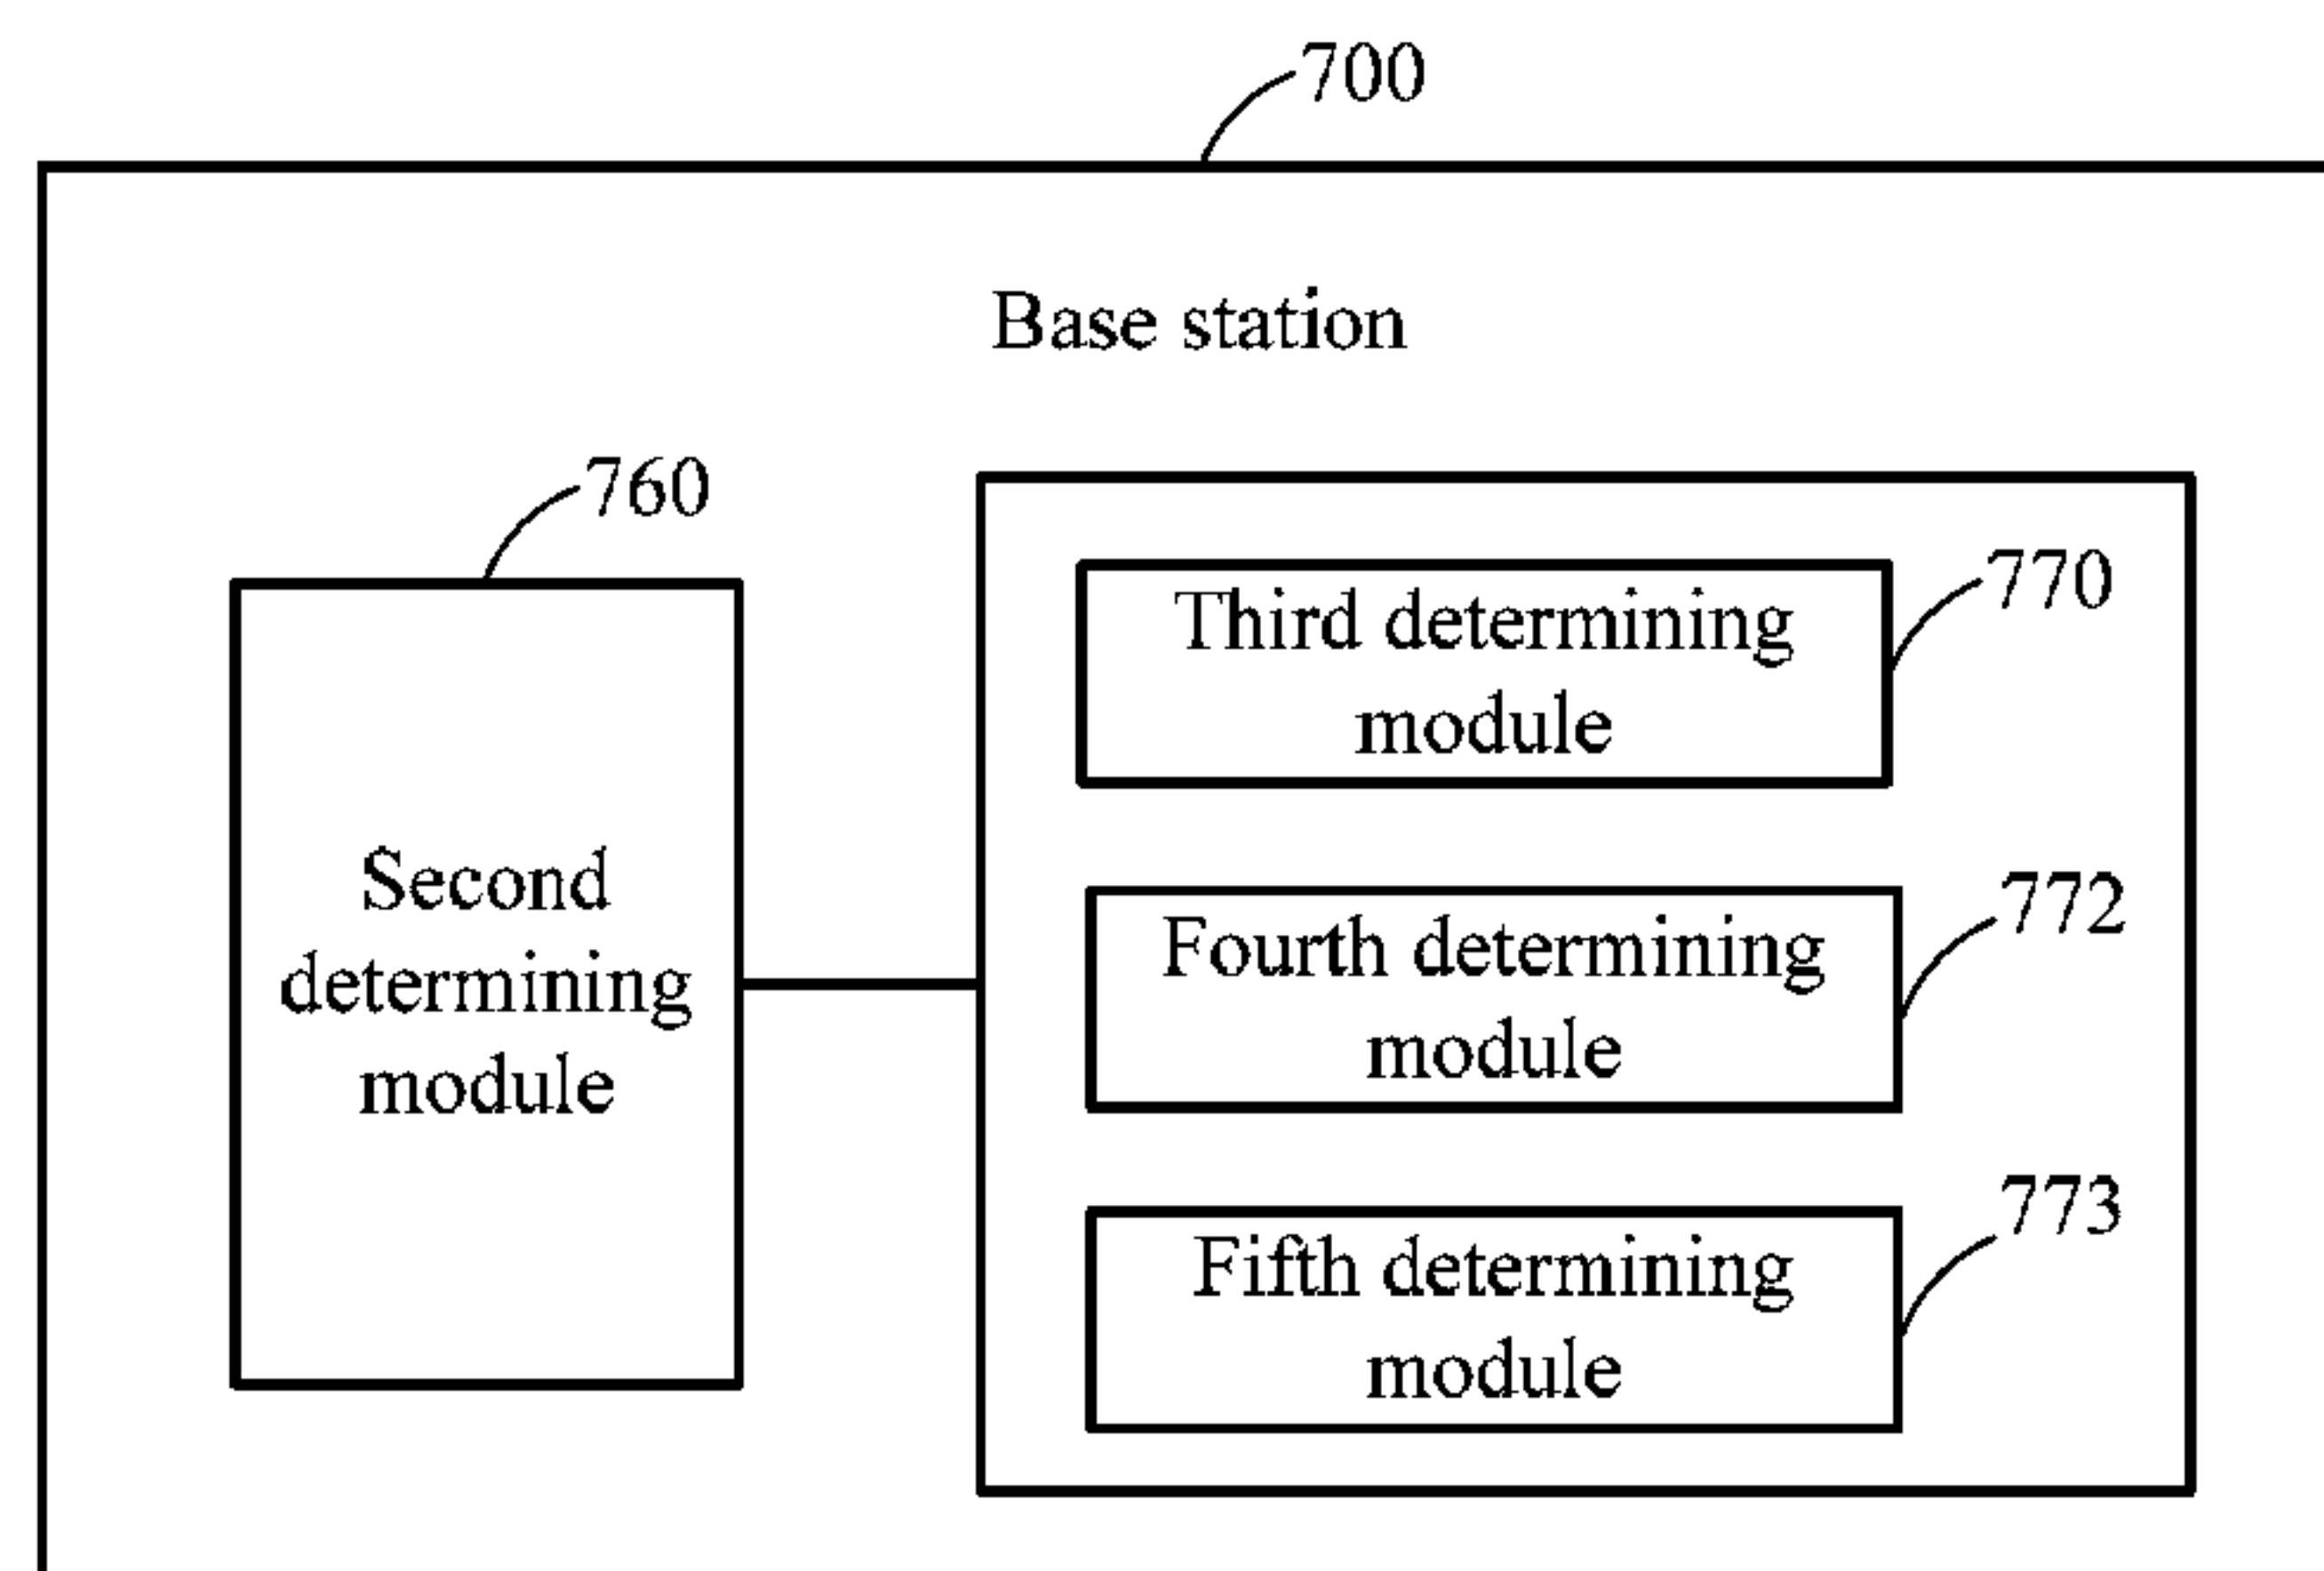 700
Base station
760
Second
determining
module
770
Third determining
module
772
Fourth determining
module
773
Fifth determining
module